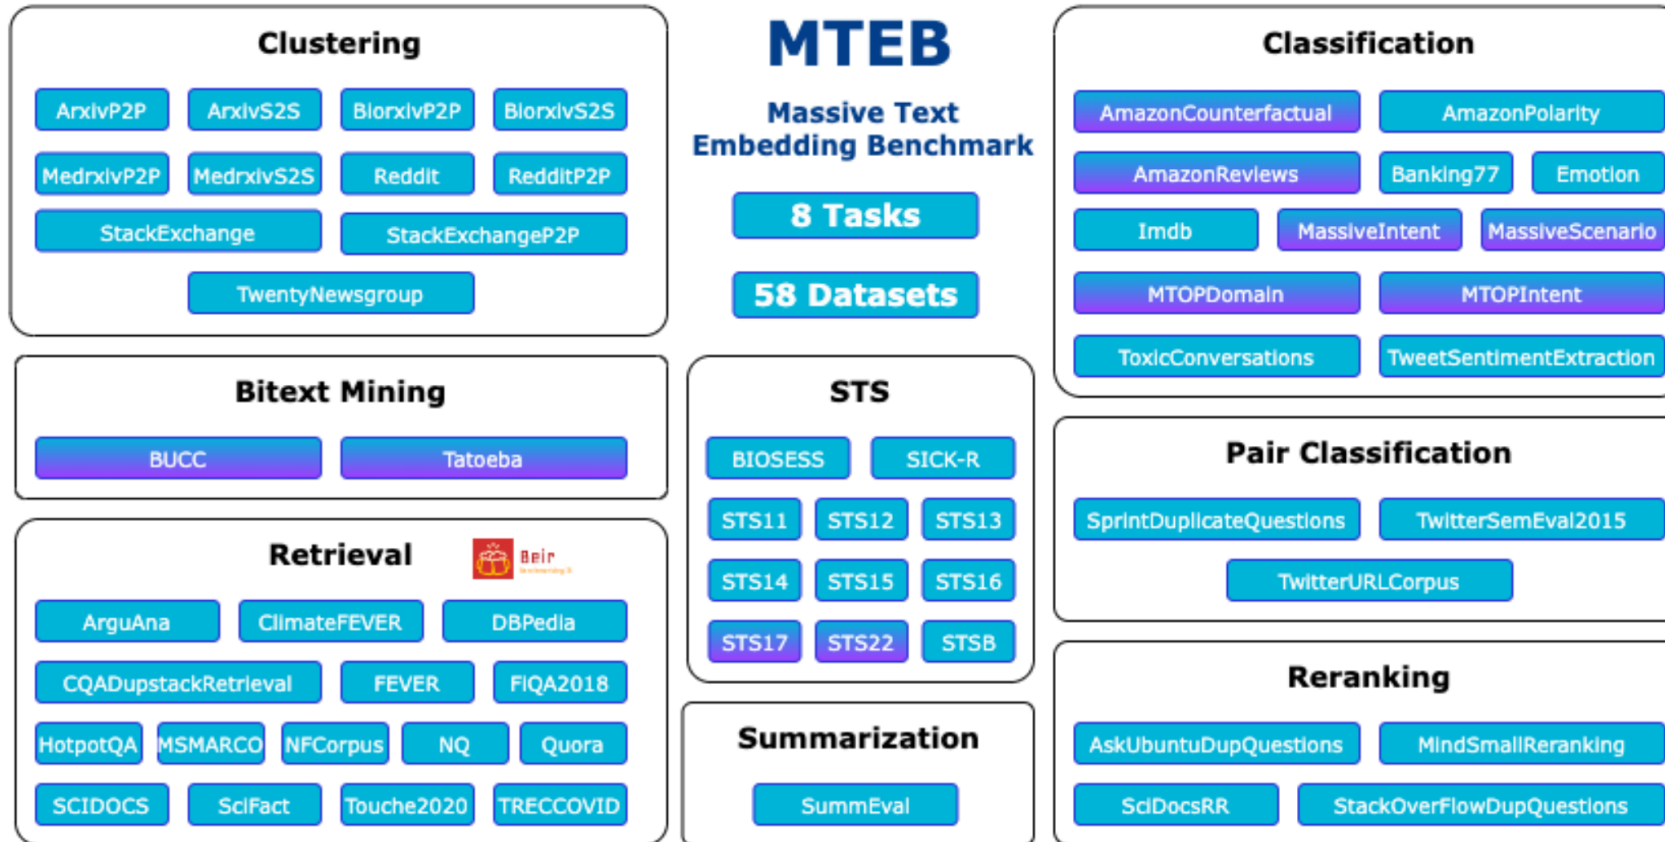 Clustering
ArxivP2P ArxivS2S BiorxivP2P BiorxivS2S
MedrxivP2P MedrxivS2S Reddit RedditP2P
StackExchange StackExchangeP2P
TwentyNewsgroup
MTEB
Massive Text
Embedding Benchmark
8 Tasks
58 Datasets
Classification
AmazonCounterfactual AmazonPolarity
AmazonReviews Banking77 Emotion
Imdb MassiveIntent MassiveScenario
MTOPDomain MTOPIntent
ToxicConversations TweetSentimentExtraction
Bitext Mining
BUCC Tatoeba
STS
BIOSESS SICK-R
STS11 STS12 STS13
STS14 STS15 STS16
STS17 STS22 STSB
Pair Classification
SprintDuplicateQuestions TwitterSemEval2015
TwitterURLCorpus
Retrieval Beir
ArguAna ClimateFEVER DBPedia
CQADupstackRetrieval FEVER FiQA2018
HotpotQA MSMARCO NFCorpus NQ Quora
SCIDOCS SciFact Touche2020 TRECCOVID
Summarization
SummEval
Reranking
AskUbuntuDupQuestions MindSmallReranking
SciDocsRR StackOverFlowDupQuestions